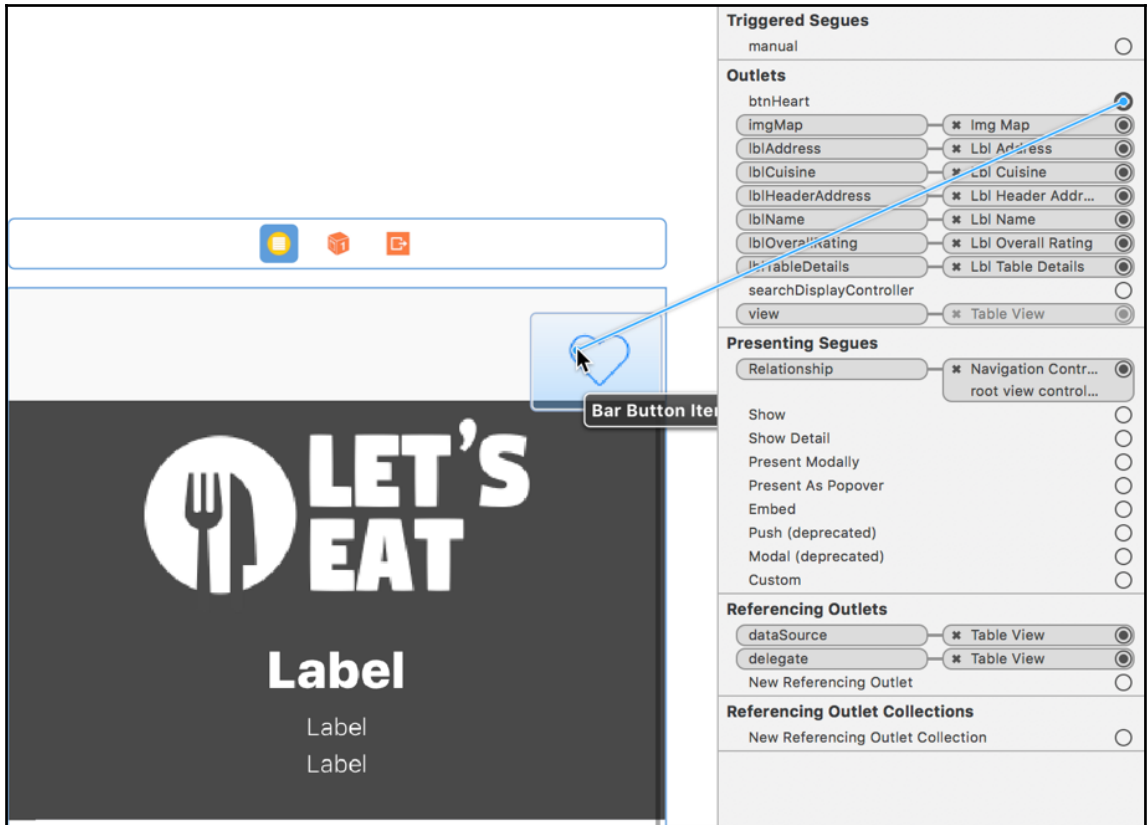 Triggered Segues
manual
Outlets
btnHeart
imgMap ✖ Img Map
lblAddress ✖ Lbl Address
lblCuisine ✖ Lbl Cuisine
lblHeaderAddress ✖ Lbl Header Addr...
lblName ✖ Lbl Name
lblOverallRating ✖ Lbl Overall Rating
lblTableDetails ✖ Lbl Table Details
searchDisplayController
view ✖ Table View
Presenting Segues
Relationship ✖ Navigation Contr...
root view control...
Show
Show Detail
Present Modally
Present As Popover
Embed
Push (deprecated)
Modal (deprecated)
Custom
Referencing Outlets
dataSource ✖ Table View
delegate ✖ Table View
New Referencing Outlet
Referencing Outlet Collections
New Referencing Outlet Collection
1
Bar Button Ite
LET'S
EAT
Label
Label
Label